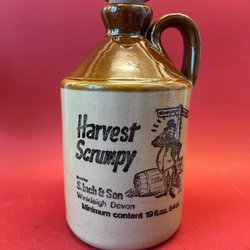 Harvest
Scrumpy
S. Inch & Son
Winkleigh Devon
Minimum content 19 fl. oz. 54cl